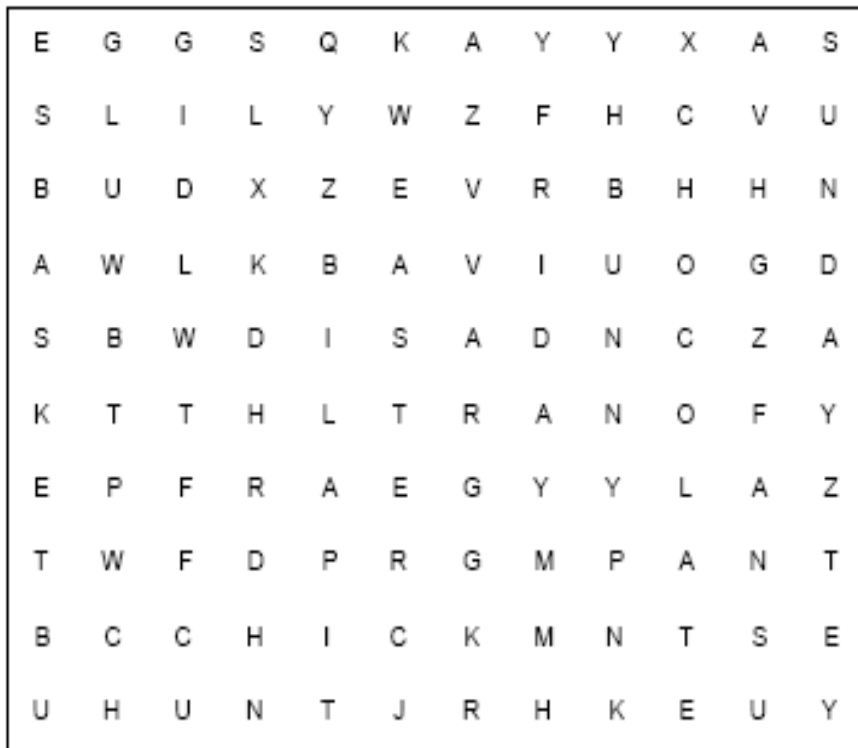 E G G S Q K A Y Y X A S
S L I L Y W Z F H C V U
B U D X Z E V R B H H N
A W L K B A V I U O G D
S B W D I S A D N C Z A
K T T H L T R A N O F Y
E P F R A E G Y Y L A Z
T W F D P R G M P A N T
B C C H I C K M N T S E
U H U N T J R H K E U Y